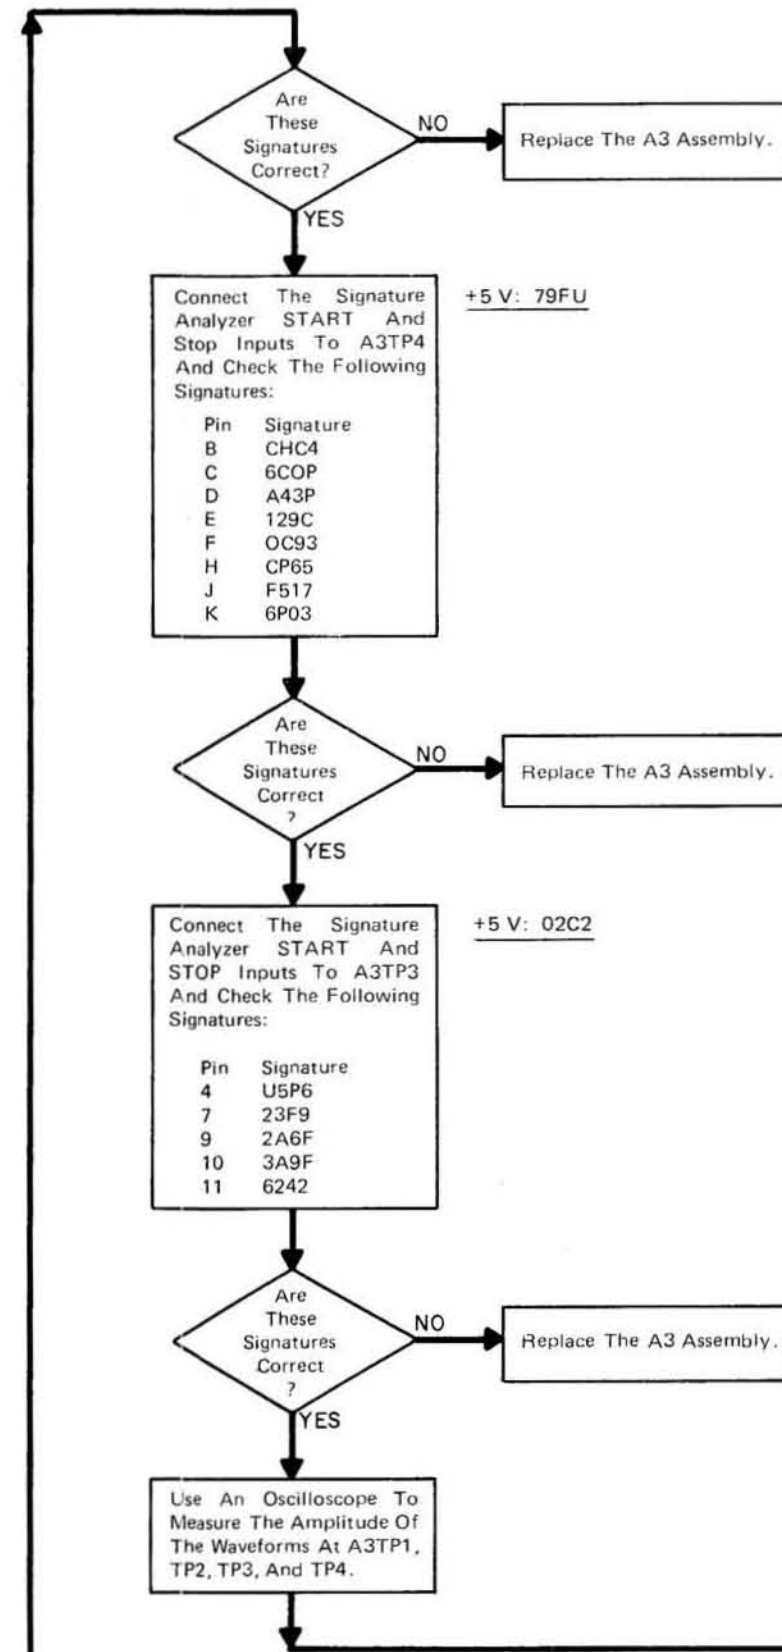 Are
These
Signatures
Correct?
NO
Replace The A3 Assembly.
YES
Connect The Signature
Analyzer START And
Stop Inputs To A3TP4
And Check The Following
Signatures:
+5 V: 79FU
Pin Signature
B CHC4
C 6COP
D A43P
E 129C
F OC93
H CP65
J F517
K 6P03
Are
These
Signatures
Correct
?
NO
Replace The A3 Assembly.
YES
Connect The Signature
Analyzer START And
STOP Inputs To A3TP3
And Check The Following
Signatures:
+5 V: 02C2
Pin Signature
4 U5P6
7 23F9
9 2A6F
10 3A9F
11 6242
Are
These
Signatures
Correct
?
NO
Replace The A3 Assembly.
YES
Use An Oscilloscope To
Measure The Amplitude Of
The Waveforms At A3TP1,
TP2, TP3, And TP4.